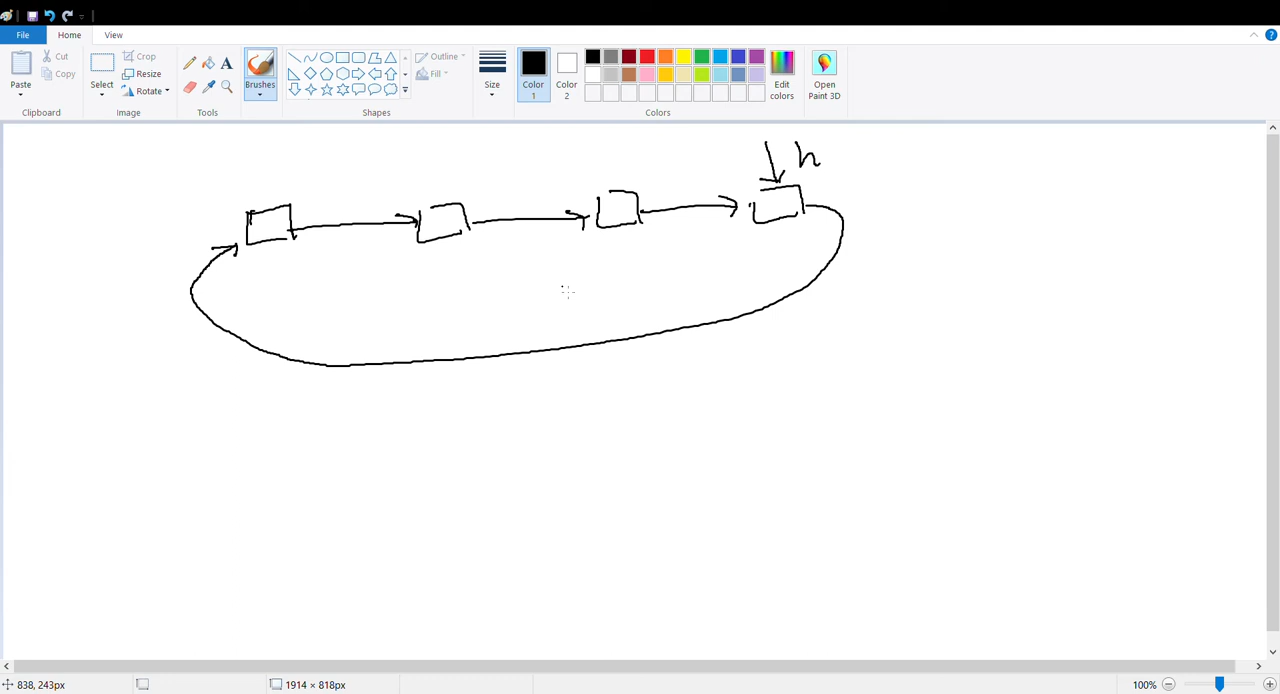 File Home View
Cut
Copy
Paste
Clipboard
Crop
Resize
Rotate
Select
Image
A
Tools
Brushes
Outline
Fill
Shapes
Size
Color 1
Color 2
Edit colors
Colors
Open Paint 3D
h
838, 243px
1914 × 818px
100%